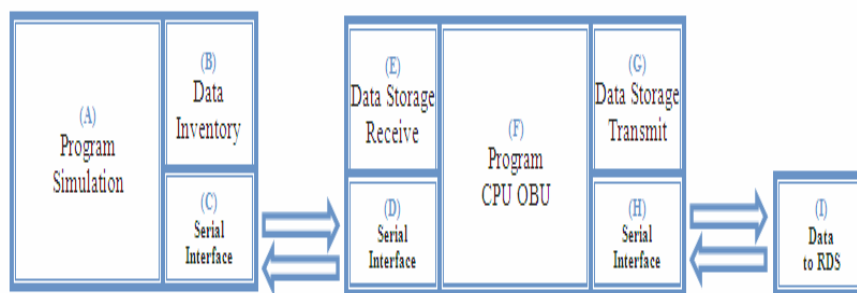 (A)
Program
Simulation
(B)
Data
Inventory
(C)
Serial
Interface
(E)
Data Storage
Receive
(D)
Serial
Interface
(F)
Program
CPU OBU
(G)
Data Storage
Transmit
(H)
Serial
Interface
(I)
Data
to RDS